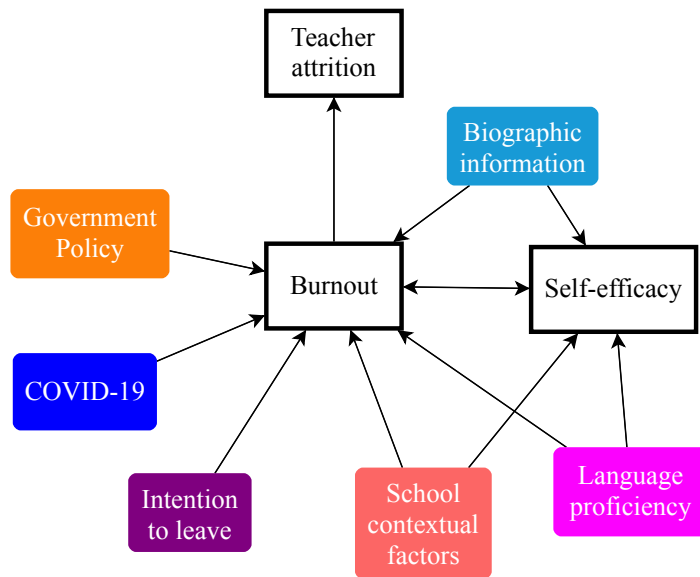 Teacher
attrition
Biographic
information
Government
Policy
Burnout
Self-efficacy
COVID-19
Intention
to leave
School
contextual
factors
Language
proficiency